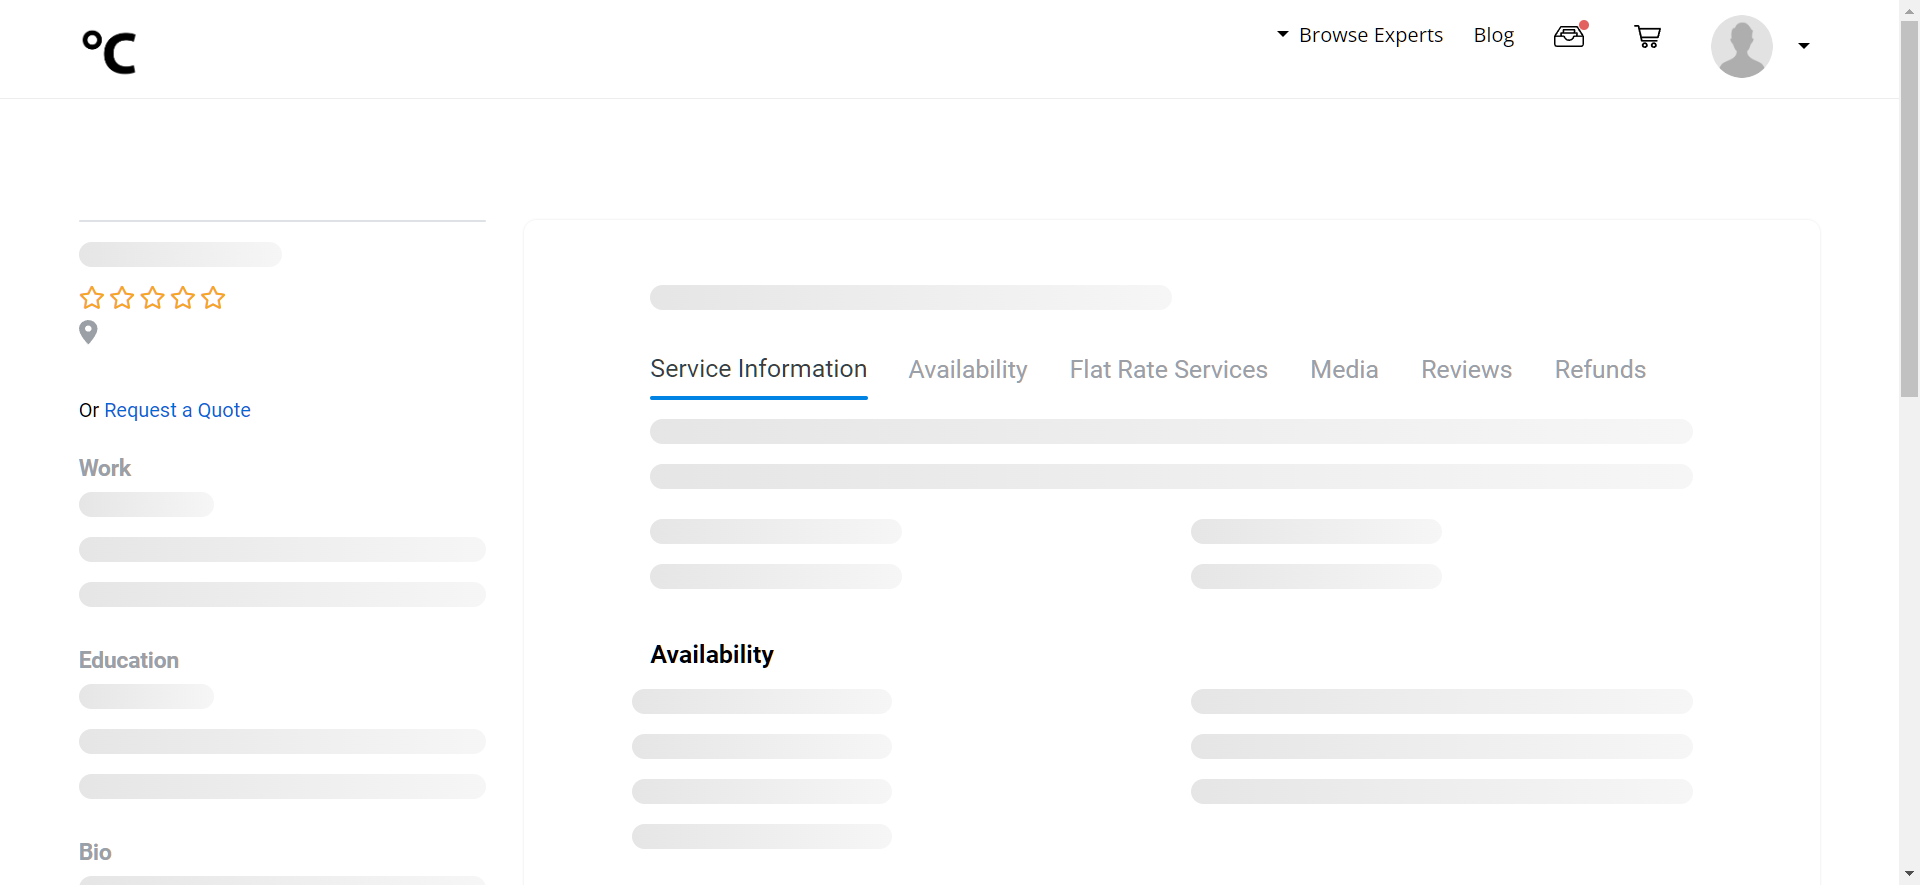 °C
Browse Experts Blog
Or Request a Quote
Work
Education
Bio
Service Information Availability Flat Rate Services Media Reviews Refunds
Availability